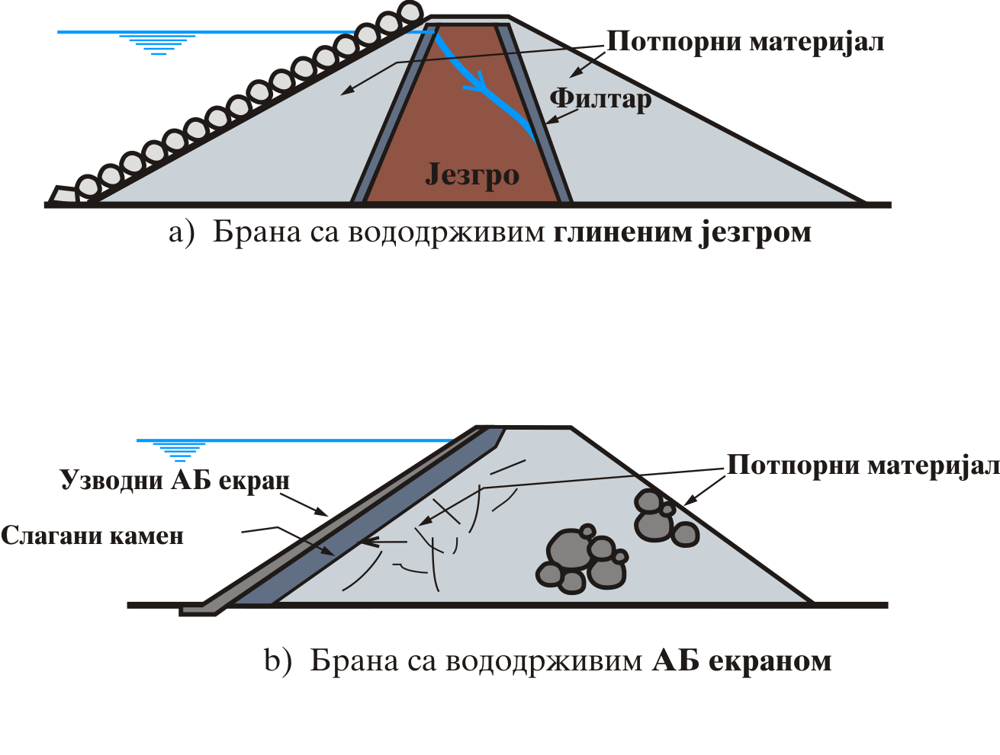 Потпорни материјал
Филтар
Језгро
a) Брана са вододрживим глиненим језгром
Узводни АБ екран
Потпорни материјал
Слагани камен
b) Брана са вододрживим АБ екраном